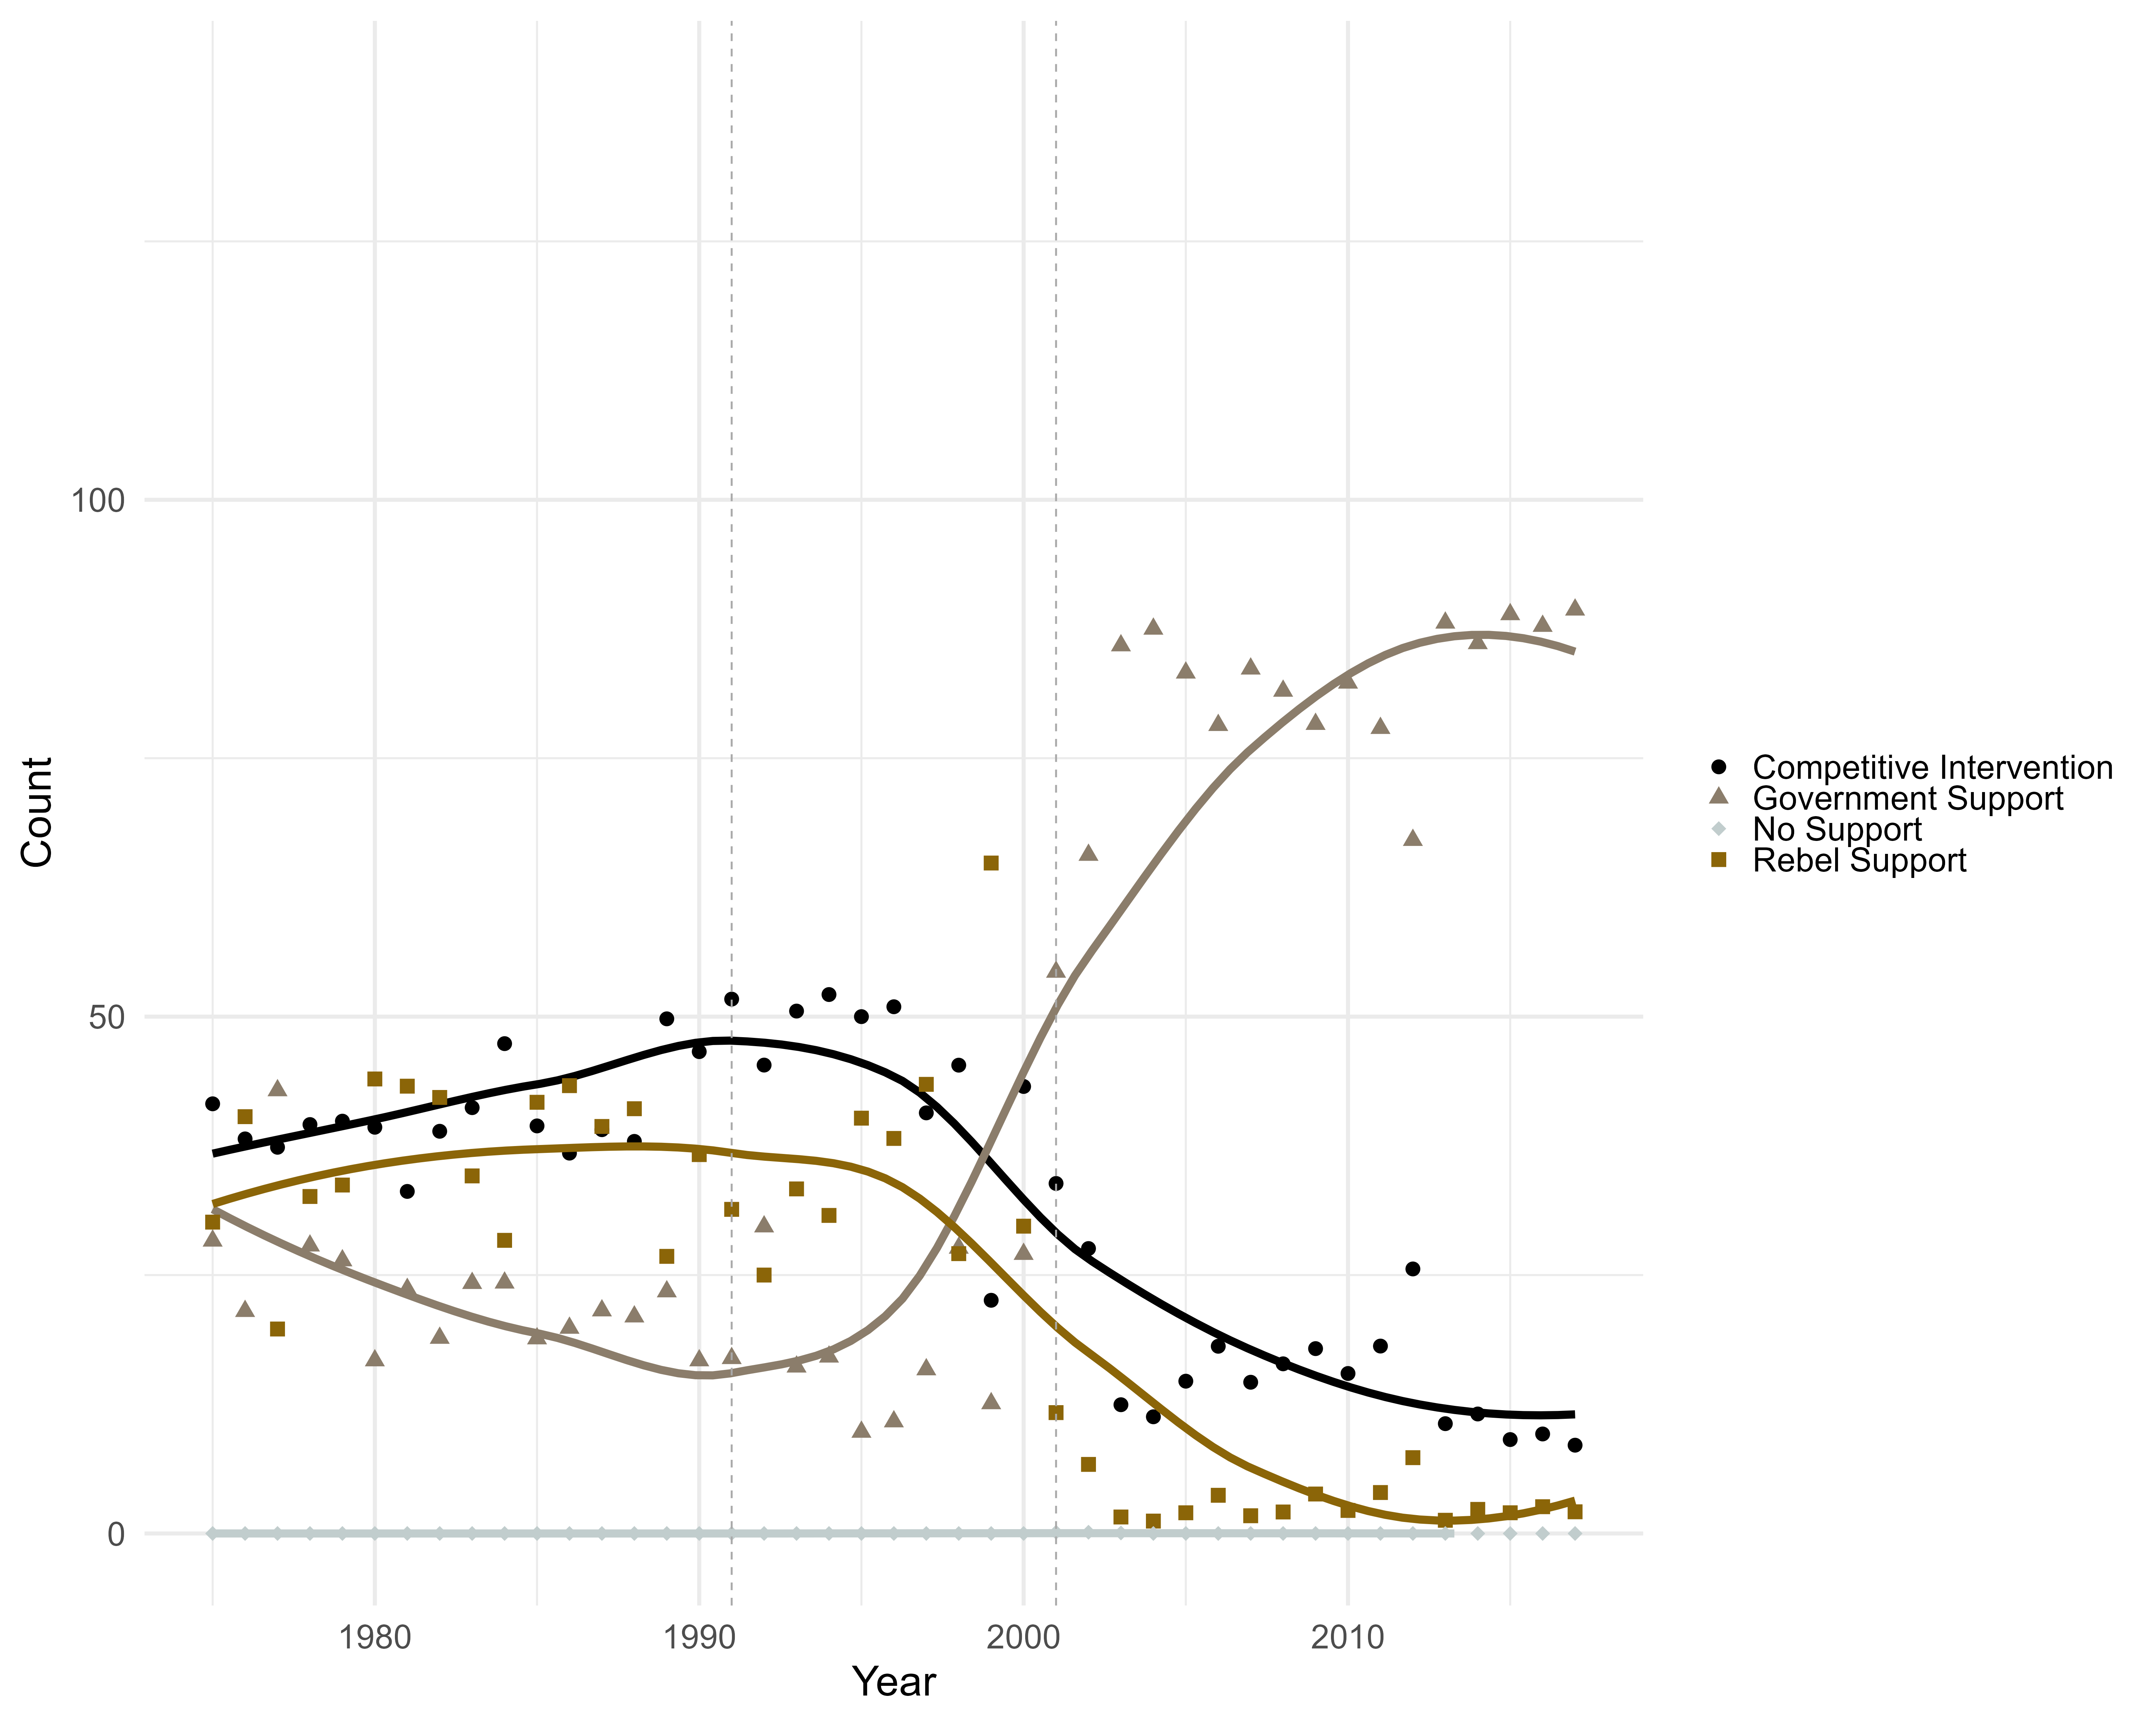 100
50
0
Count
1980
1990
2000
2010
Year
Competitive Intervention
Government Support
No Support
Rebel Support